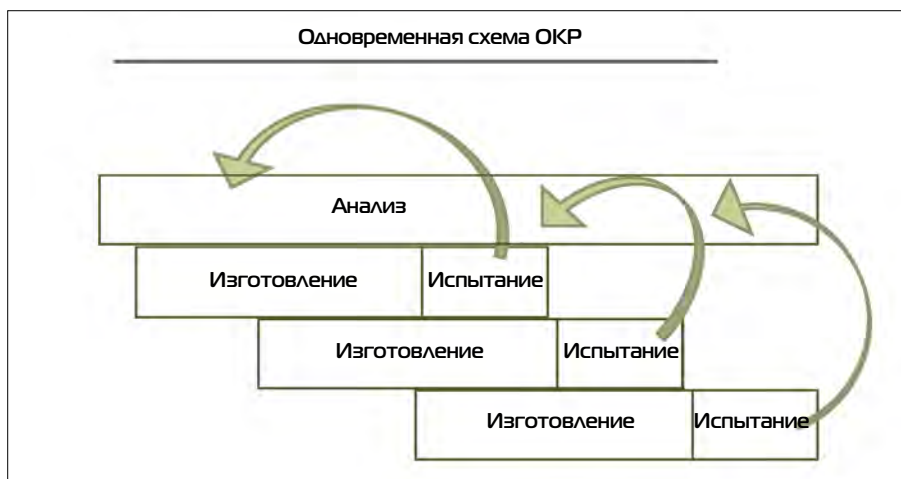 Одновременная схема ОКР
Анализ
Изготовление
Испытание
Изготовление
Испытание
Изготовление
Испытание